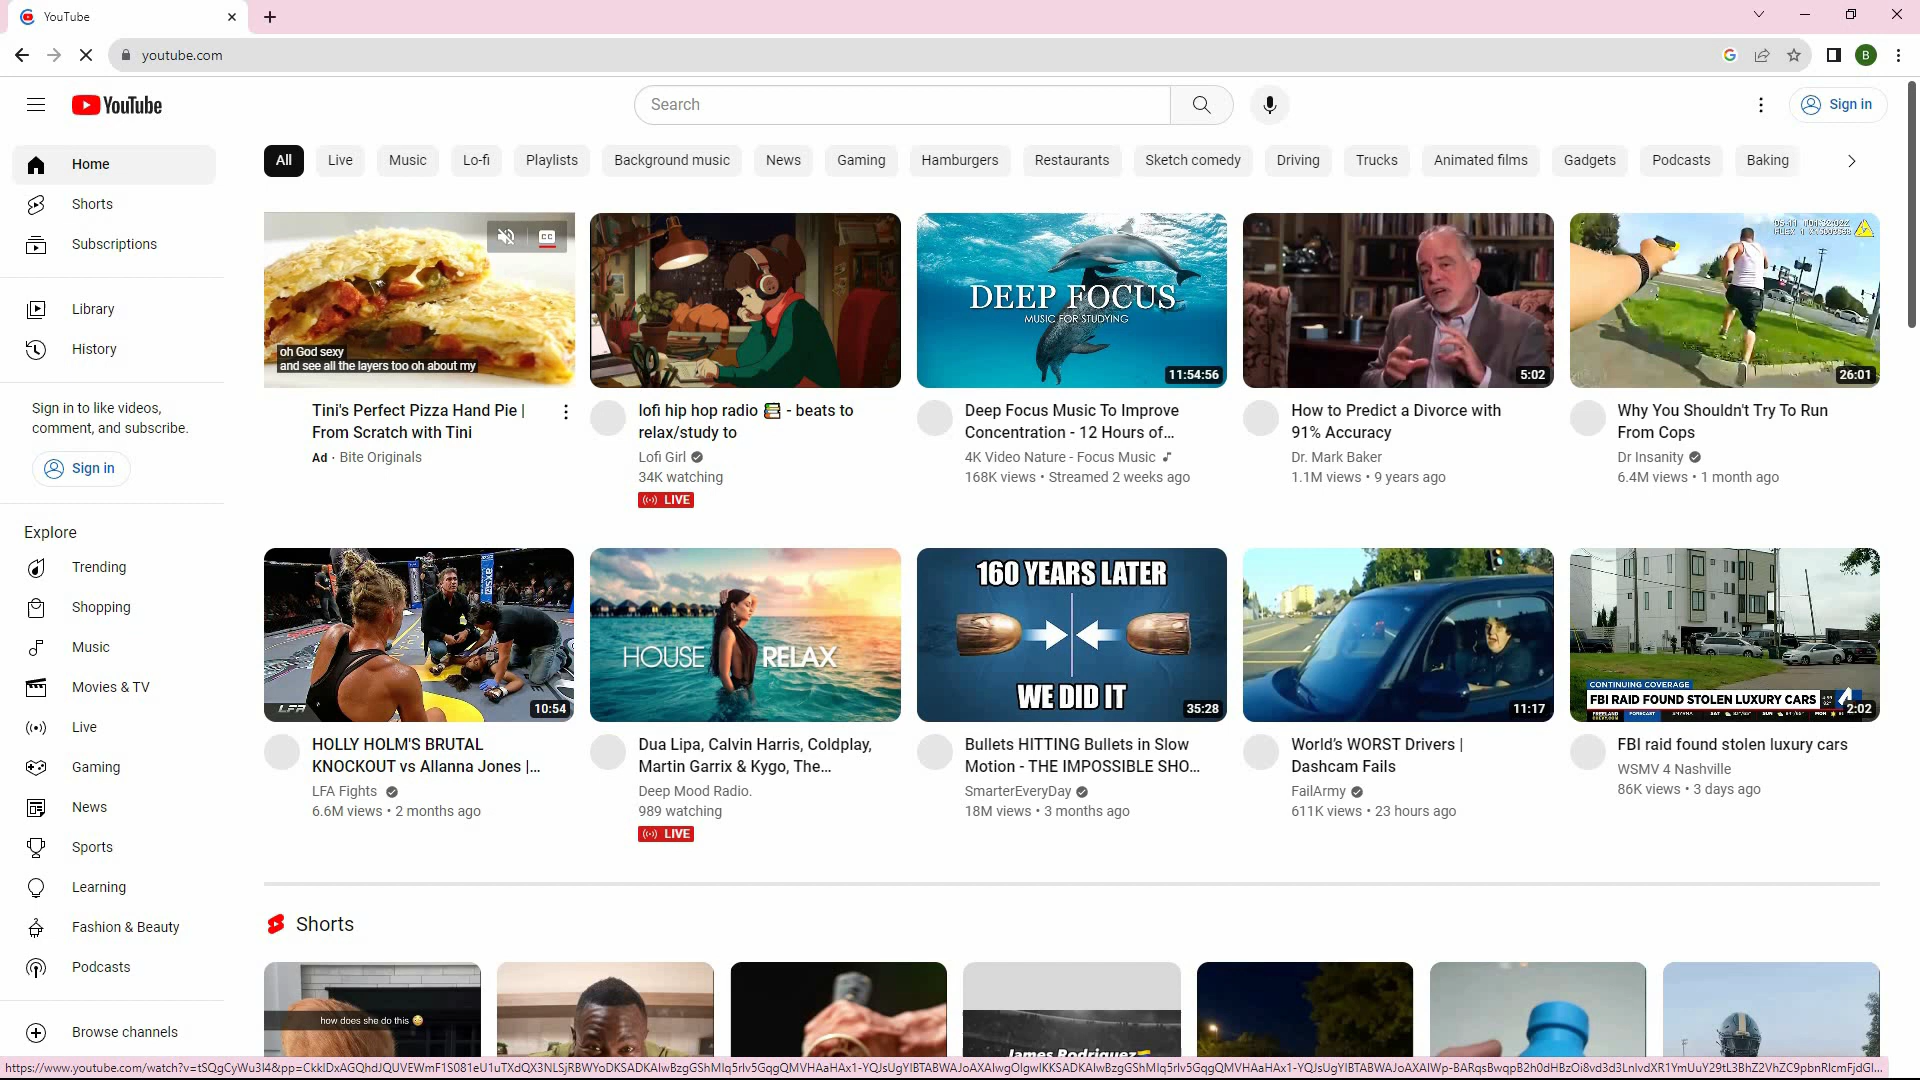 YouTube
youtube.com
B
YouTube
Search
Sign in
Home
Shorts
Subscriptions
Library
History
Sign in to like videos,
comment, and subscribe.
Sign in
Explore
Trending
Shopping
Music
Movies & TV
Live
Gaming
News
Sports
Learning
Fashion & Beauty
Podcasts
Browse channels
All
Live
Music
Lo-fi
Playlists
Background music
News
Gaming
Hamburgers
Restaurants
Sketch comedy
Driving
Trucks
Animated films
Gadgets
Podcasts
Baking
CC
oh God sexy
and see all the layers too oh about my
Tini's Perfect Pizza Hand Pie |
From Scratch with Tini
Ad · Bite Originals
lofi hip hop radio 📚 - beats to
relax/study to
Lofi Girl
34K watching
LIVE
DEEP FOCUS
MUSIC FOR STUDYING
11:54:56
Deep Focus Music To Improve
Concentration - 12 Hours of...
4K Video Nature - Focus Music
168K views • Streamed 2 weeks ago
5:02
How to Predict a Divorce with
91% Accuracy
Dr. Mark Baker
1.1M views • 9 years ago
26:01
Why You Shouldn't Try To Run
From Cops
Dr Insanity
6.4M views • 1 month ago
LFA
10:54
HOLLY HOLM'S BRUTAL
KNOCKOUT vs Allanna Jones |...
LFA Fights
6.6M views • 2 months ago
HOUSE RELAX
Dua Lipa, Calvin Harris, Coldplay,
Martin Garrix & Kygo, The...
Deep Mood Radio.
989 watching
LIVE
160 YEARS LATER
WE DID IT
35:28
Bullets HITTING Bullets in Slow
Motion - THE IMPOSSIBLE SHO...
SmarterEveryDay
18M views • 3 months ago
11:17
World's WORST Drivers |
Dashcam Fails
FailArmy
611K views • 23 hours ago
CONTINUING COVERAGE
FBI RAID FOUND STOLEN LUXURY CARS
FORECAST
2:02
FBI raid found stolen luxury cars
WSMV 4 Nashville
86K views • 3 days ago
Shorts
how does she do this 😳
James Rodriguez